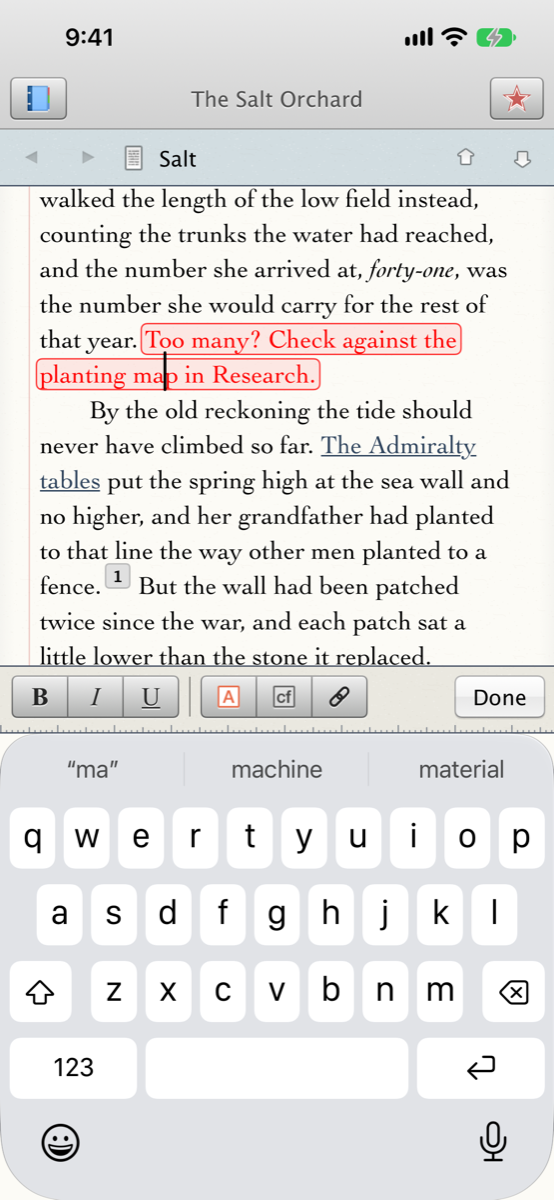 9:41
The Salt Orchard
Salt
walked the length of the low field instead,
counting the trunks the water had reached,
and the number she arrived at, forty-one, was
the number she would carry for the rest of
that year. Too many? Check against the
planting map in Research.
By the old reckoning the tide should
never have climbed so far. The Admiralty
tables put the spring high at the sea wall and
no higher, and her grandfather had planted
to that line the way other men planted to a
fence. 1 But the wall had been patched
twice since the war, and each patch sat a
little lower than the stone it replaced.
B I U A cf Done
“ma” machine material
q w e r t y u i o p
a s d f g h j k l
z x c v b n m
123